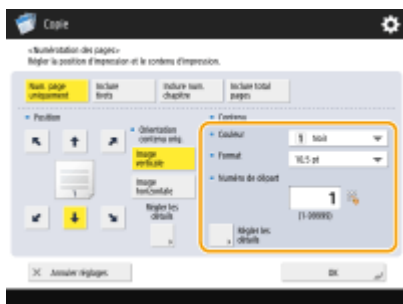 Copie
<Numérotation des pages>
Régler la position d'impression et le contenu d'impression.
Num. page uniquement
Inclure tirets
Inclure num. chapitre
Inclure total pages
Position
Orientation contenu orig.
Image verticale
Image horizontale
Régler les détails
Contenu
Couleur
Noir
Format
10,5 pt
Numéro de départ
1
(1-99999)
Régler les détails
Annuler réglages
OK